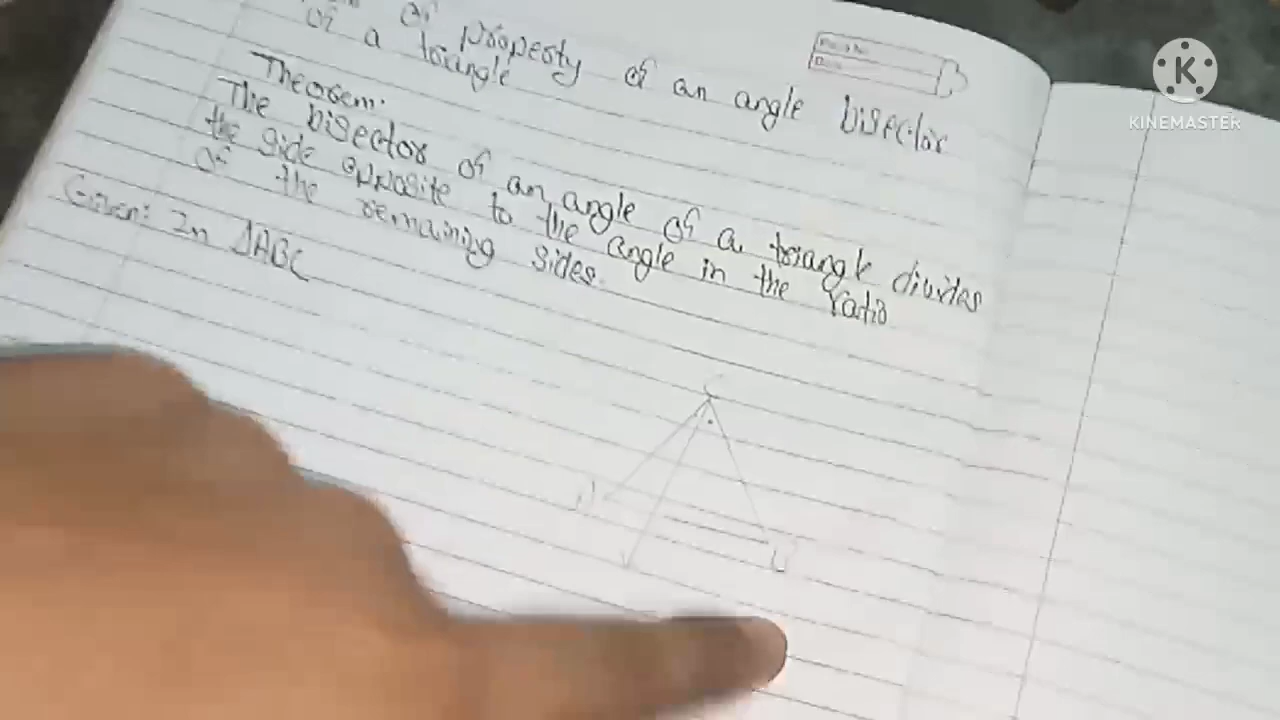 of property of an angle bisector
of a triangle
Theorem:
The bisector of an angle of a triangle divides
the side opposite to the angle in the ratio
of the remaining sides.
Given: In ΔABC
C
KINEMASTER